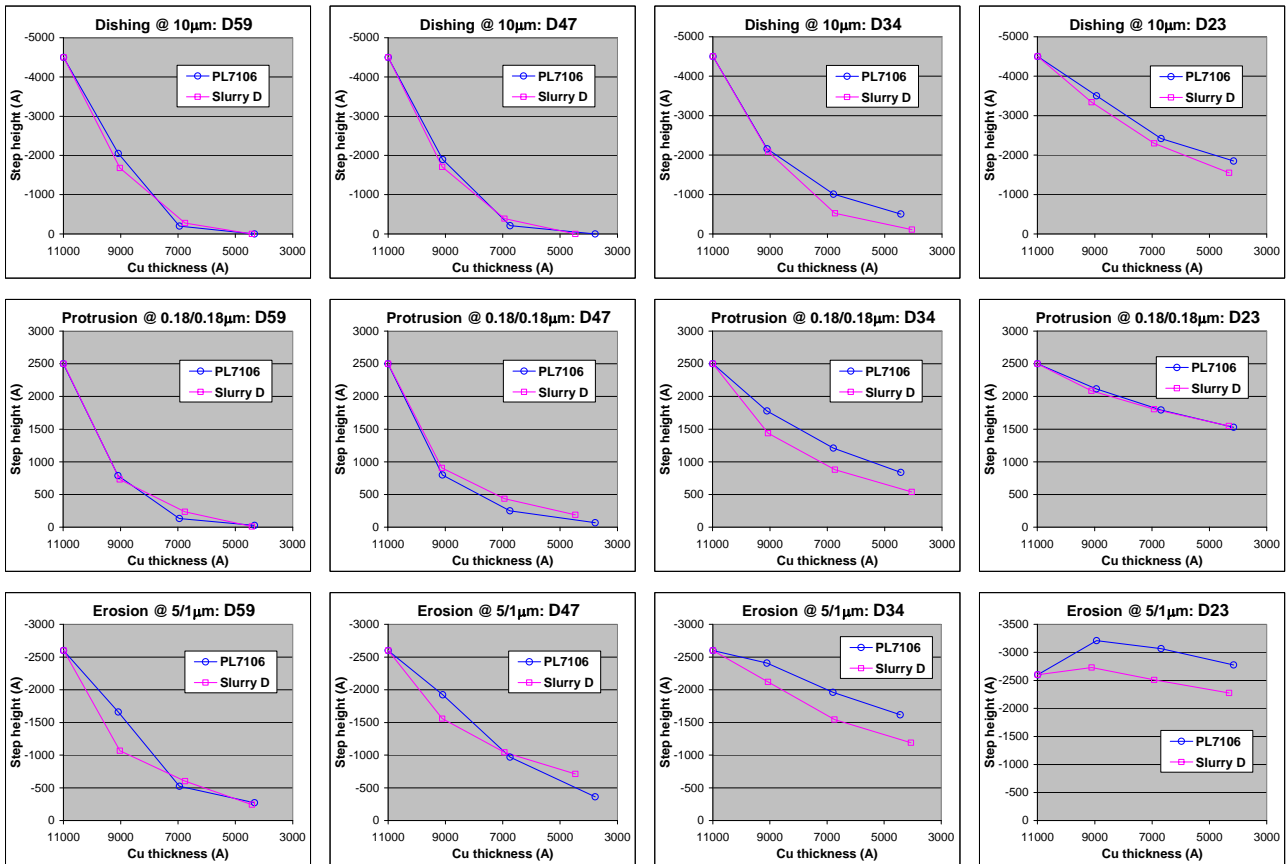 Dishing @ 10μm: D59
Step height (A)
-5000
-4000
-3000
-2000
-1000
0
PL7106
Slurry D
11000 9000 7000 5000 3000
Cu thickness (A)
Dishing @ 10μm: D47
Step height (A)
-5000
-4000
-3000
-2000
-1000
0
PL7106
Slurry D
11000 9000 7000 5000 3000
Cu thickness (A)
Dishing @ 10μm: D34
Step height (A)
-5000
-4000
-3000
-2000
-1000
0
PL7106
Slurry D
11000 9000 7000 5000 3000
Cu thickness (A)
Dishing @ 10μm: D23
Step height (A)
-5000
-4000
-3000
-2000
-1000
0
PL7106
Slurry D
11000 9000 7000 5000 3000
Cu thickness (A)
Protrusion @ 0.18/0.18μm: D59
Step height (A)
3000
2500
2000
1500
1000
500
0
PL7106
Slurry D
11000 9000 7000 5000 3000
Cu thickness (A)
Protrusion @ 0.18/0.18μm: D47
Step height (A)
3000
2500
2000
1500
1000
500
0
PL7106
Slurry D
11000 9000 7000 5000 3000
Cu thickness (A)
Protrusion @ 0.18/0.18μm: D34
Step height (A)
3000
2500
2000
1500
1000
500
0
PL7106
Slurry D
11000 9000 7000 5000 3000
Cu thickness (A)
Protrusion @ 0.18/0.18μm: D23
Step height (A)
3000
2500
2000
1500
1000
500
0
PL7106
Slurry D
11000 9000 7000 5000 3000
Cu thickness (A)
Erosion @ 5/1μm: D59
Step height (A)
-3000
-2500
-2000
-1500
-1000
-500
0
PL7106
Slurry D
11000 9000 7000 5000 3000
Cu thickness (A)
Erosion @ 5/1μm: D47
Step height (A)
-3000
-2500
-2000
-1500
-1000
-500
0
PL7106
Slurry D
11000 9000 7000 5000 3000
Cu thickness (A)
Erosion @ 5/1μm: D34
Step height (A)
-3000
-2500
-2000
-1500
-1000
-500
0
PL7106
Slurry D
11000 9000 7000 5000 3000
Cu thickness (A)
Erosion @ 5/1μm: D23
Step height (A)
-3500
-3000
-2500
-2000
-1500
-1000
-500
0
PL7106
Slurry D
11000 9000 7000 5000 3000
Cu thickness (A)